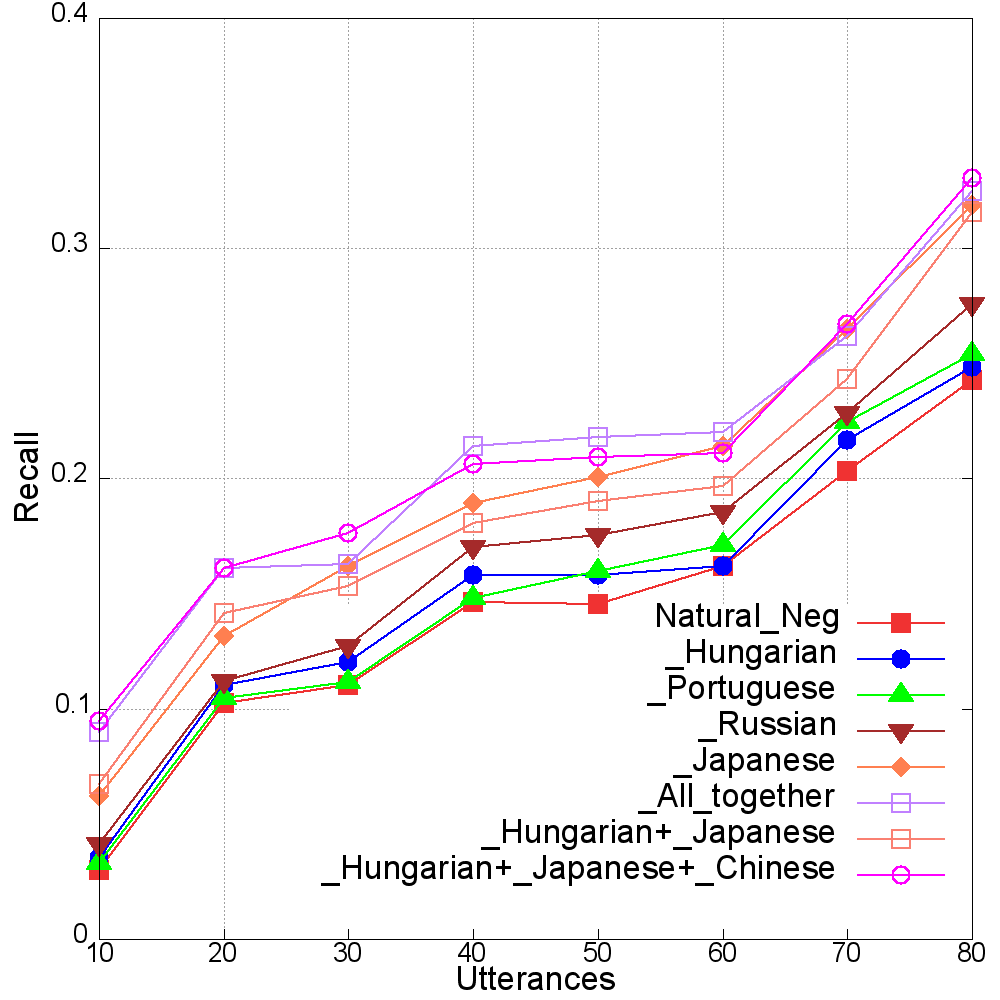 0.4
0.3
0.2
0.1
0
Recall
Natural_Neg
_Hungarian
_Portuguese
_Russian
_Japanese
_All_together
_Hungarian+_Japanese
_Hungarian+_Japanese+_Chinese
10 20 30 40 50 60 70 80
Utterances